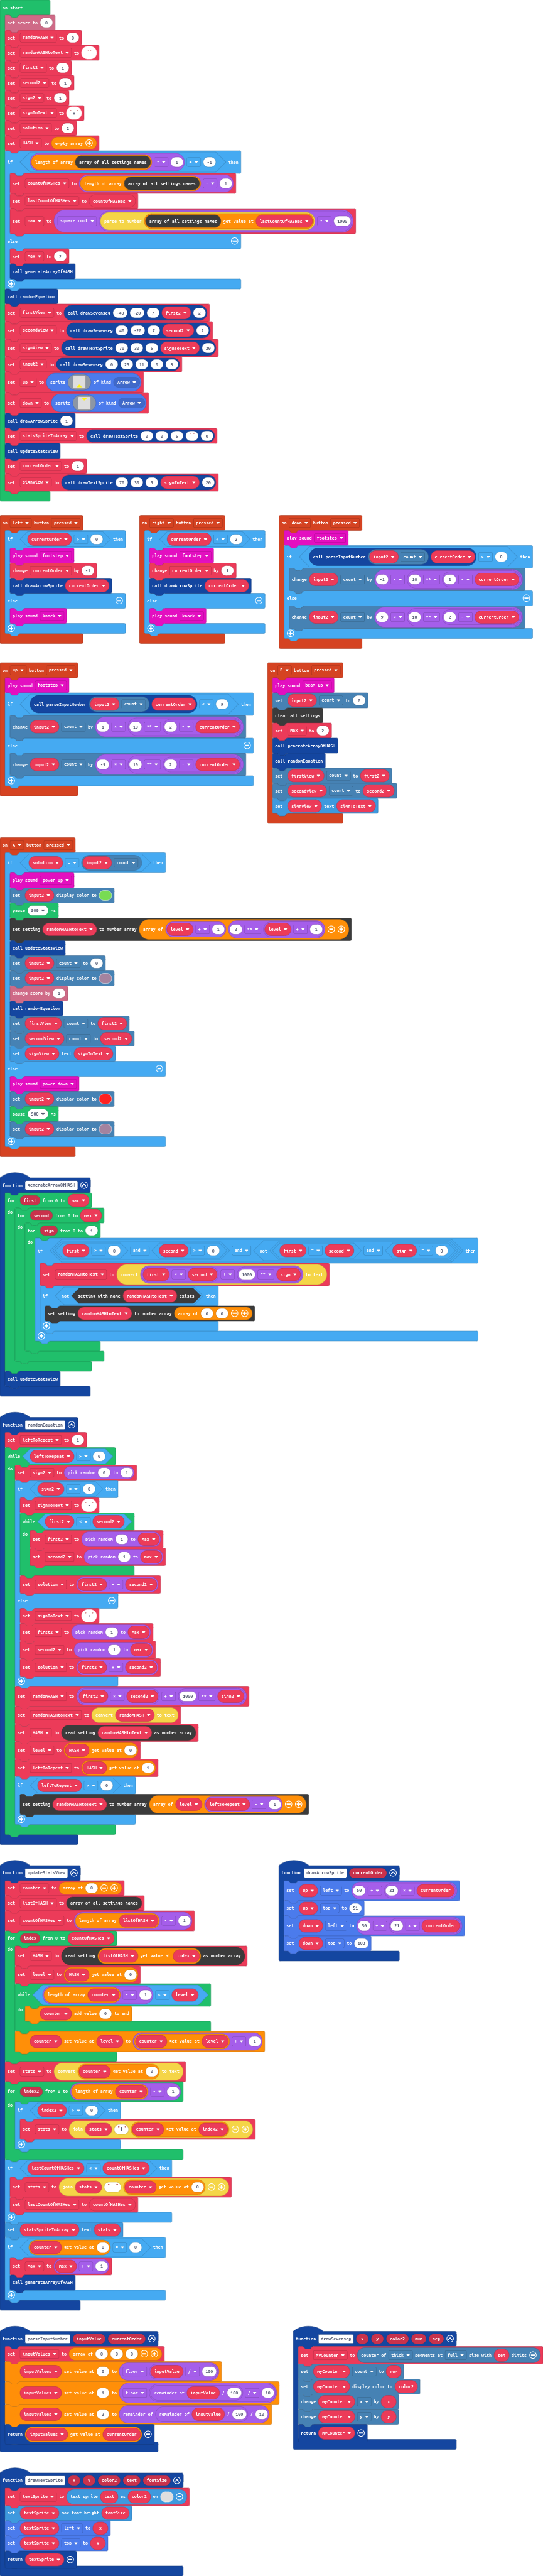 on start
set score to 0
set randomHASH to 0
set randomHASHtoText to " "
set first2 to 1
set second2 to 1
set sign2 to 1
set signToText to "+"
set solution to 2
set HASH to empty array
if length of array array of all settings names - 1 ≠ -1 then
set countOfHASHes to length of array array of all settings names - 1
set lastCountOfHASHes to countOfHASHes
set max to square root parse to number array of all settings names get value at lastCountOfHASHes - 1000
else
set max to 2
call generateArrayOfHASH
call randomEquation
set firstView to call drawSevenseg -40 -20 7 first2 2
set secondView to call drawSevenseg 40 -20 7 second2 2
set signView to call drawTextSprite 70 30 5 signToText 20
set input2 to call drawSevenseg 0 25 11 0 3
set up to sprite of kind Arrow
set down to sprite of kind Arrow
call drawArrowSprite 1
set statsSpriteToArray to call drawTextSprite 0 0 3 " " 8
call updateStatsView
set currentOrder to 1
set signView to call drawTextSprite 70 30 5 signToText 20
on left button pressed
if currentOrder > 0 then
play sound footstep
change currentOrder by -1
call drawArrowSprite currentOrder
else
play sound knock
on right button pressed
if currentOrder < 2 then
play sound footstep
change currentOrder by 1
call drawArrowSprite currentOrder
else
play sound knock
on down button pressed
play sound footstep
if call parseInputNumber input2 count currentOrder > 0 then
change input2 count by -1 × 10 ** 2 - currentOrder
else
change input2 count by 9 × 10 ** 2 - currentOrder
on up button pressed
play sound footstep
if call parseInputNumber input2 count currentOrder < 9 then
change input2 count by 1 × 10 ** 2 - currentOrder
else
change input2 count by -9 × 10 ** 2 - currentOrder
on B button pressed
play sound beam up
set input2 count to 0
clear all settings
set max to 2
call generateArrayOfHASH
call randomEquation
set firstView count to first2
set secondView count to second2
set signView text signToText
on A button pressed
if solution = input2 count then
play sound power up
set input2 display color to
pause 500 ms
set setting randomHASHtoText to number array array of level + 1 2 ** level + 1
call updateStatsView
set input2 count to 0
set input2 display color to
change score by 1
call randomEquation
set firstView count to first2
set secondView count to second2
set signView text signToText
else
play sound power down
set input2 display color to
pause 500 ms
set input2 display color to
function generateArrayOfHASH
for first from 0 to max
do for second from 0 to max
do for sign from 0 to 1
do if first > 0 and second > 0 and not first = second and sign = 0 then
set randomHASHtoText to convert first × second + 1000 ** sign to text
if not setting with name randomHASHtoText exists then
set setting randomHASHtoText to number array array of 0 0
call updateStatsView
function randomEquation
set leftToRepeat to 1
while leftToRepeat > 0
do set sign2 to pick random 0 to 1
if sign2 = 0 then
set signToText to "-"
while first2 ≤ second2
do set first2 to pick random 1 to max
set second2 to pick random 1 to max
set solution to first2 - second2
else
set signToText to "+"
set first2 to pick random 1 to max
set second2 to pick random 1 to max
set solution to first2 + second2
set randomHASH to first2 × second2 + 1000 ** sign2
set randomHASHtoText to convert randomHASH to text
set HASH to read setting randomHASHtoText as number array
set level to HASH get value at 0
set leftToRepeat to HASH get value at 1
if leftToRepeat > 0 then
set setting randomHASHtoText to number array array of level leftToRepeat - 1
function updateStatsView
set counter to array of 0
set listOfHASH to array of all settings names
set countOfHASHes to length of array listOfHASH - 1
for index from 0 to countOfHASHes
do set HASH to read setting listOfHASH get value at index as number array
set level to HASH get value at 0
while length of array counter - 1 < level
do counter add value 0 to end
counter set value at level to counter get value at level + 1
set stats to convert counter get value at 0 to text
for index2 from 0 to length of array counter - 1
do if index2 > 0 then
set stats to join stats "|" counter get value at index2
if lastCountOfHASHes < countOfHASHes then
set stats to join stats "+" counter get value at 0
set lastCountOfHASHes to countOfHASHes
set statsSpriteToArray text stats
if counter get value at 0 = 0 then
set max to max + 1
call generateArrayOfHASH
function drawArrowSprite currentOrder
set up left to 59 + 21 × currentOrder
set up top to 51
set down left to 59 + 21 × currentOrder
set down top to 103
function parseInputNumber inputValue currentOrder
set inputValues to array of 0 0 0
inputValues set value at 0 to floor inputValue / 100
inputValues set value at 1 to floor remainder of inputValue / 100 / 10
inputValues set value at 2 to remainder of remainder of inputValue / 100 / 10
return inputValues get value at currentOrder
function drawSevenseg x y color2 num seg
set myCounter to counter of thick segments at full size with seg digits
set myCounter count to num
set myCounter display color to color2
change myCounter x by x
change myCounter y by y
return myCounter
function drawTextSprite x y color2 text fontSize
set textSprite to text sprite text on color2 on
set textSprite max font height fontSize
set textSprite left to x
set textSprite top to y
return textSprite